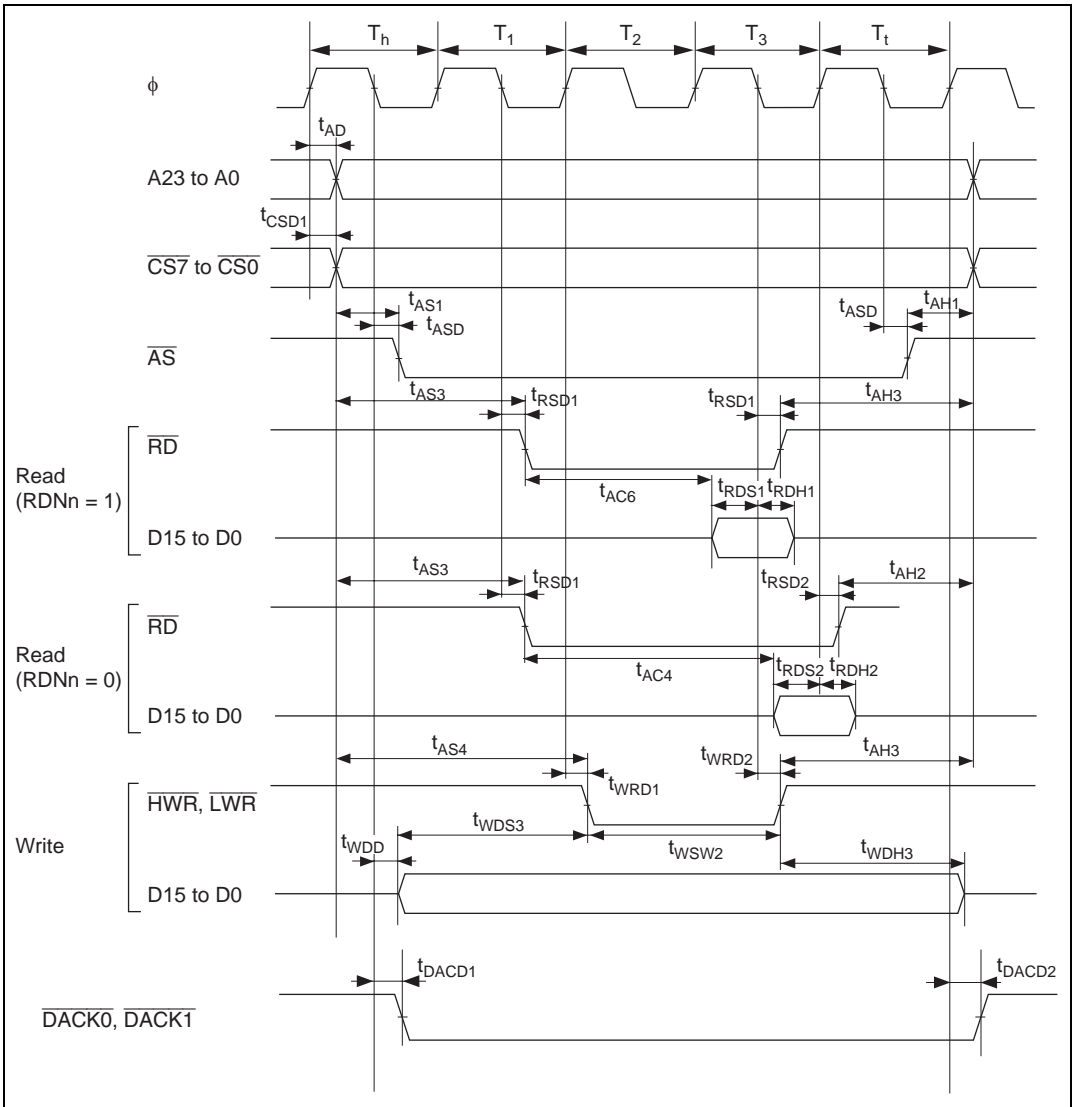 Th T1 T2 T3 Tt
ϕ
tAD
A23 to A0
tCSD1
CS7 to CS0
tAS1
tASD
tASD
tAH1
AS
tAS3
tRSD1
tRSD1
tAH3
Read
(RDNn = 1)
RD
tAC6
tRDS1
tRDH1
D15 to D0
tAS3
tRSD1
tRSD2
tAH2
Read
(RDNn = 0)
RD
tAC4
tRDS2
tRDH2
D15 to D0
tAS4
tWRD1
tWRD2
tAH3
Write
HWR, LWR
tWDD
tWDS3
tWSW2
tWDH3
D15 to D0
tDACD1
tDACD2
DACK0, DACK1